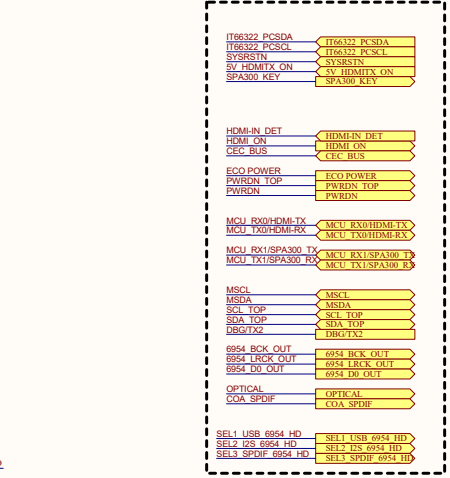 IT66322_PCSDA IT66322_PCSDA
IT66322_PCSCL IT66322_PCSCL
SYSRSTN SYSRSTN
5V_HDMITX_ON 5V_HDMITX_ON
SPA300_KEY SPA300_KEY
HDMI-IN_DET HDMI-IN_DET
HDMI_ON HDMI_ON
CEC_BUS CEC_BUS
ECO POWER ECO POWER
PWRDN_TOP PWRDN_TOP
PWRDN PWRDN
MCU_RX0/HDMI-TX MCU_RX0/HDMI-TX
MCU_TX0/HDMI-RX MCU_TX0/HDMI-RX
MCU_RX1/SPA300_TX MCU_RX1/SPA300_TX
MCU_TX1/SPA300_RX MCU_TX1/SPA300_RX
MSCL MSCL
MSDA MSDA
SCL_TOP SCL_TOP
SDA_TOP SDA_TOP
DBG/TX2 DBG/TX2
6954_BCK_OUT 6954_BCK_OUT
6954_LRCK_OUT 6954_LRCK_OUT
6954_D0_OUT 6954_D0_OUT
OPTICAL OPTICAL
COA_SPDIF COA_SPDIF
SEL1_USB_6954_HD SEL1_USB_6954_HD
SEL2_I2S_6954_HD SEL2_I2S_6954_HD
SEL3_SPDIF_6954_HD SEL3_SPDIF_6954_HD